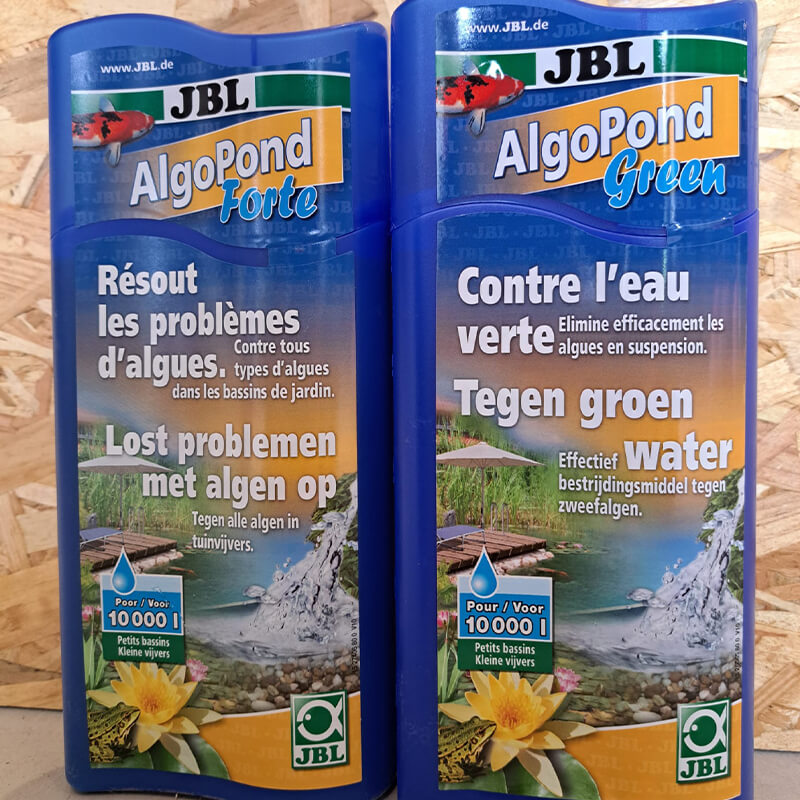 www.JBL.de
JBL
AlgoPond
Forte
Résout
les problèmes
d'algues. Contre tous
types d'algues
dans les bassins de jardin.
Lost problemen
met algen op
Tegen alle algen in
tuinvijvers.
Pour / Voor
10 000 l
Petits bassins
Kleine vijvers
JBL
www.JBL.de
JBL
AlgoPond
Green
Contre l'eau
verte Elimine efficacement les
algues en suspension.
Tegen groen
water
Effectief
bestrijdingsmiddel tegen
zweefalgen.
Pour / Voor
10 000 l
Petits bassins
Kleine vijvers
JBL